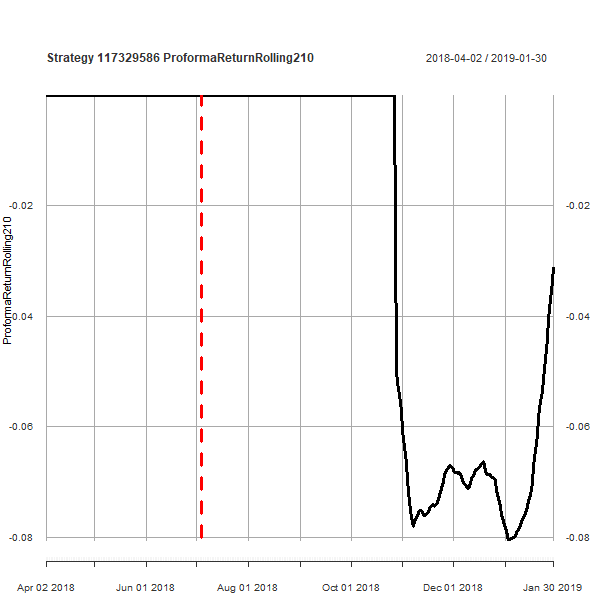 Strategy 117329586 ProformaReturnRolling210
2018-04-02 / 2019-01-30
ProformaReturnRolling210
-0.02
-0.02
-0.04
-0.04
-0.06
-0.06
-0.08
-0.08
Apr 02 2018
Jun 01 2018
Aug 01 2018
Oct 01 2018
Dec 01 2018
Jan 30 2019